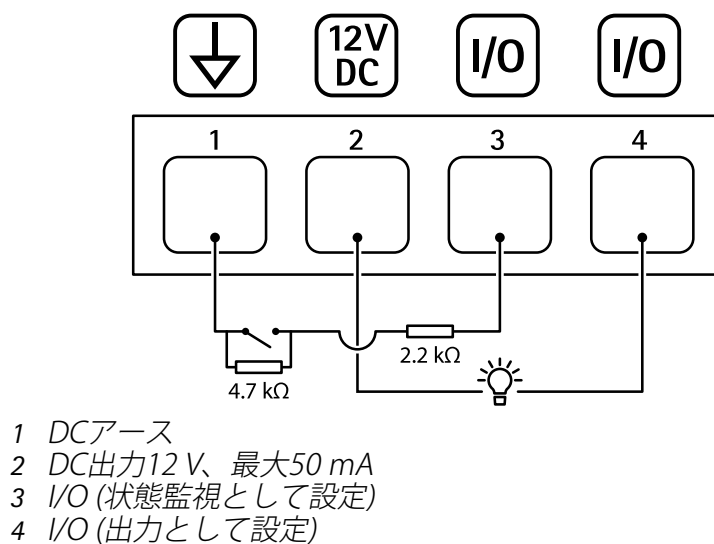 12V DC I/O I/O
1 2 3 4
2.2 kΩ
4.7 kΩ
1 DCアース
2 DC出力12 V、最大50 mA
3 I/O (状態監視として設定)
4 I/O (出力として設定)